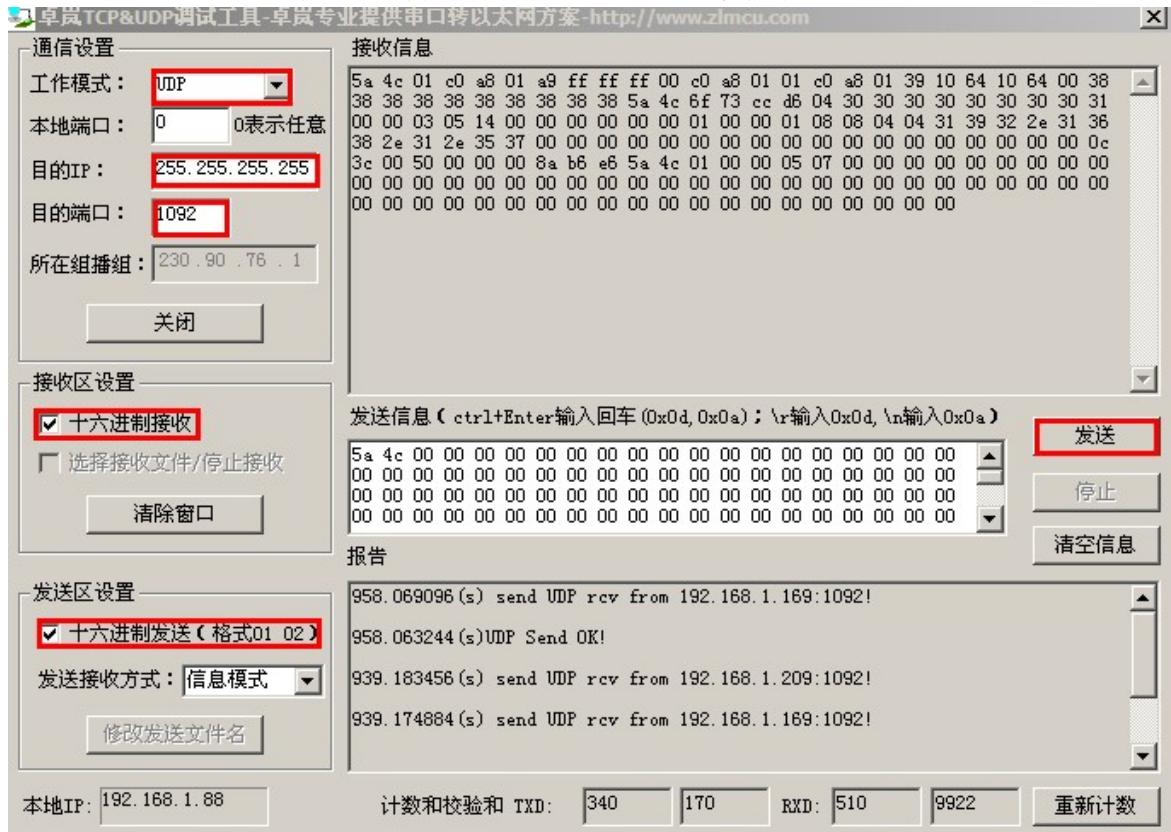 卓岚TCP&UDP调试工具-卓岚专业提供串口转以太网方案-http://www.zlmcu.com
通信设置
工作模式： UDP
本地端口： 0 0表示任意
目的IP： 255.255.255.255
目的端口： 1092
所在组播组： 230 .90 .76 . 1
关闭
接收区设置
十六进制接收
选择接收文件/停止接收
清除窗口
发送区设置
十六进制发送（格式01 02）
发送接收方式： 信息模式
修改发送文件名
接收信息
5a 4c 01 c0 a8 01 a9 ff ff ff 00 c0 a8 01 01 c0 a8 01 39 10 64 10 64 00 38
38 38 38 38 38 38 38 38 38 5a 4c 6f 73 cc d6 04 30 30 30 30 30 30 30 30 31
00 00 03 05 14 00 00 00 00 00 00 01 00 00 01 08 08 04 04 31 39 32 2e 31 36
38 2e 31 2e 35 37 00 00 00 00 00 00 00 00 00 00 00 00 00 00 00 00 00 00 0c
3c 00 50 00 00 00 8a b6 e6 5a 4c 01 00 00 05 07 00 00 00 00 00 00 00 00 00
00 00 00 00 00 00 00 00 00 00 00 00 00 00 00 00 00 00 00 00 00 00 00 00 00
00 00 00 00 00 00 00 00 00 00 00 00 00 00 00 00 00 00 00 00
发送信息（ctrl+Enter输入回车(0x0d,0x0a)；\r输入0x0d,\n输入0x0a）
5a 4c 00 00 00 00 00 00 00 00 00 00 00 00 00 00 00 00 00 00
00 00 00 00 00 00 00 00 00 00 00 00 00 00 00 00 00 00 00 00
00 00 00 00 00 00 00 00 00 00 00 00 00 00 00 00 00 00 00 00
00 00 00 00 00 00 00 00 00 00 00 00 00 00 00 00 00 00 00 00
发送
停止
清空信息
报告
958.069096(s) send UDP rcv from 192.168.1.169:1092!
958.063244(s)UDP Send OK!
939.183456(s) send UDP rcv from 192.168.1.209:1092!
939.174884(s) send UDP rcv from 192.168.1.169:1092!
本地IP: 192.168.1.88 计数和校验和 TXD: 340 170 RXD: 510 9922 重新计数